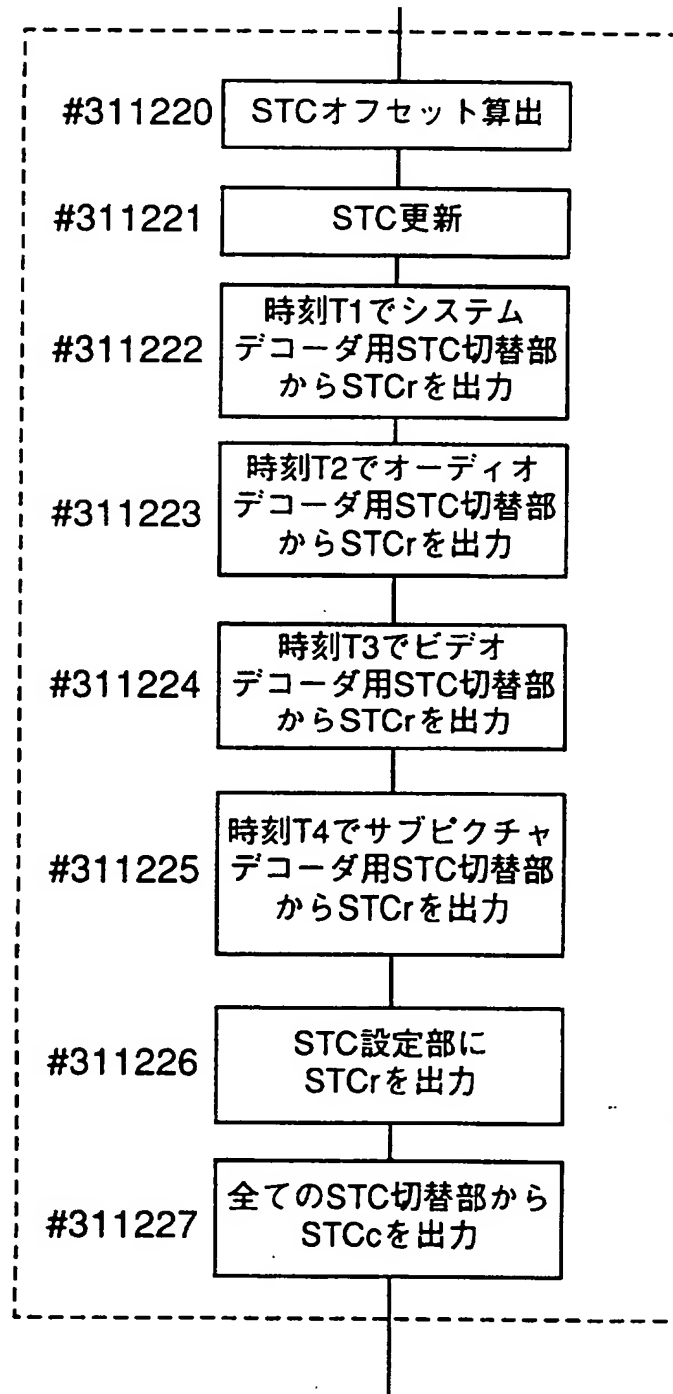 #311220 STCオフセット算出
#311221 STC更新
#311222
時刻T1でシステム
デコーダ用STC切替部
からSTCrを出力
#311223
時刻T2でオーディオ
デコーダ用STC切替部
からSTCrを出力
#311224
時刻T3でビデオ
デコーダ用STC切替部
からSTCrを出力
#311225
時刻T4でサブピクチャ
デコーダ用STC切替部
からSTCrを出力
#311226
STC設定部に
STCrを出力
#311227
全てのSTC切替部から
STCcを出力